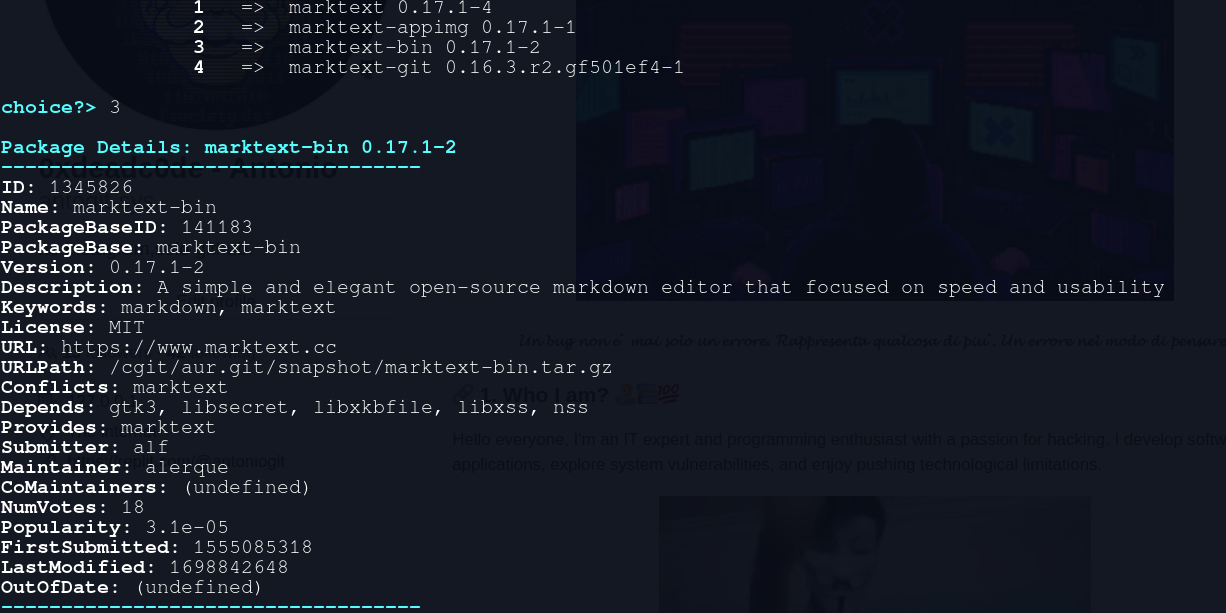 1 => marktext 0.17.1-4
2 => marktext-appimg 0.17.1-1
3 => marktext-bin 0.17.1-2
4 => marktext-git 0.16.3.r2.gf501ef4-1
choice?> 3
Package Details: marktext-bin 0.17.1-2
-----------------------------------
0xdeadc0de - Antonio
ID: 1345826
Name: marktext-bin
PackageBaseID: 141183
PackageBase: marktext-bin
Version: 0.17.1-2
Description: A simple and elegant open-source markdown editor that focused on speed and usability
Keywords: markdown, marktext
License: MIT
URL: https://www.marktext.cc
Un bug non e' mai solo un errore. Rappresenta qualcosa di piu'. Un errore nel modo di pensare
URLPath: /cgit/aur.git/snapshot/marktext-bin.tar.gz
Conflicts: marktext
1. Who I am?
Depends: gtk3, libsecret, libxkbfile, libxss, nss
Provides: marktext
Hello everyone, I'm an IT expert and programming enthusiast with a passion for hacking. I develop softw
Submitter: alf
Maintainer: alerque
applications, explore system vulnerabilities, and enjoy pushing technological limitations.
CoMaintainers: (undefined)
NumVotes: 18
Popularity: 3.1e-05
FirstSubmitted: 1555085318
LastModified: 1698842648
OutOfDate: (undefined)
-----------------------------------